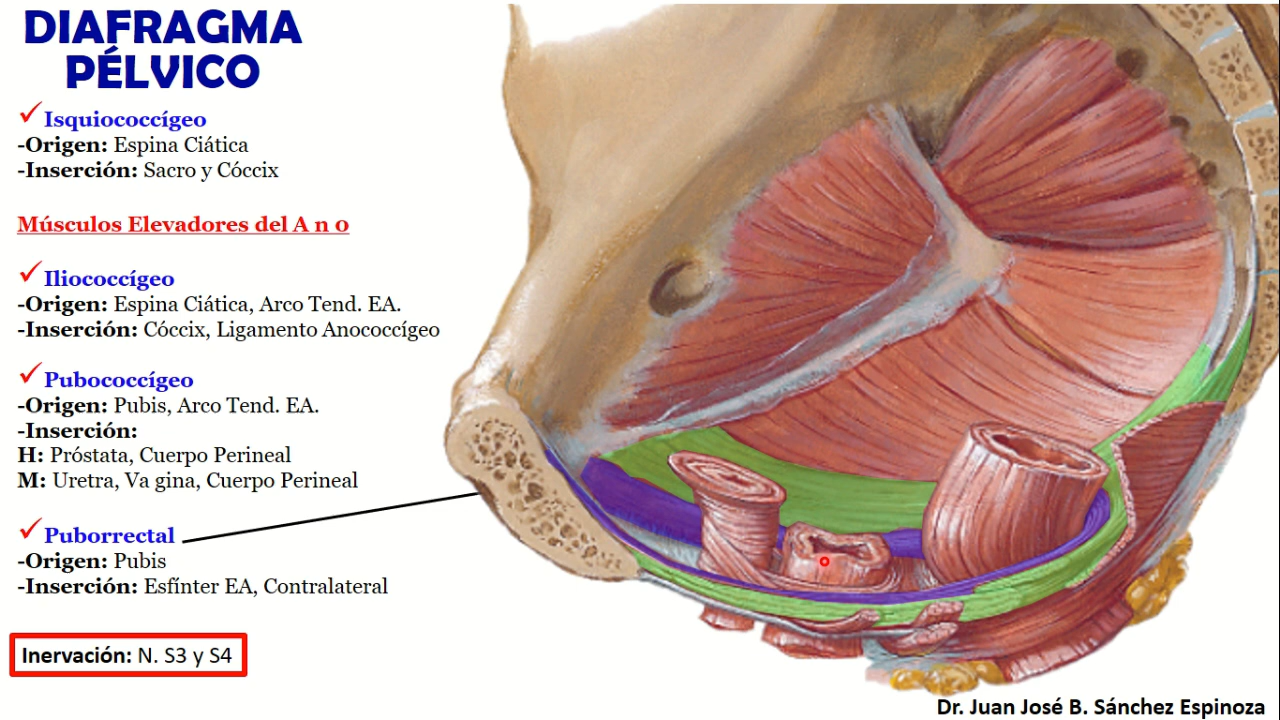 DIAFRAGMA
PÉLVICO
Isquiococcígeo
-Origen: Espina Ciática
-Inserción: Sacro y Cóccix
Músculos Elevadores del A n 0
Iliococcígeo
-Origen: Espina Ciática, Arco Tend. EA.
-Inserción: Cóccix, Ligamento Anococcígeo
Pubococcígeo
-Origen: Pubis, Arco Tend. EA.
-Inserción:
H: Próstata, Cuerpo Perineal
M: Uretra, Va gina, Cuerpo Perineal
Puborrectal
-Origen: Pubis
-Inserción: Esfínter EA, Contralateral
Inervación: N. S3 y S4
Dr. Juan José B. Sánchez Espinoza